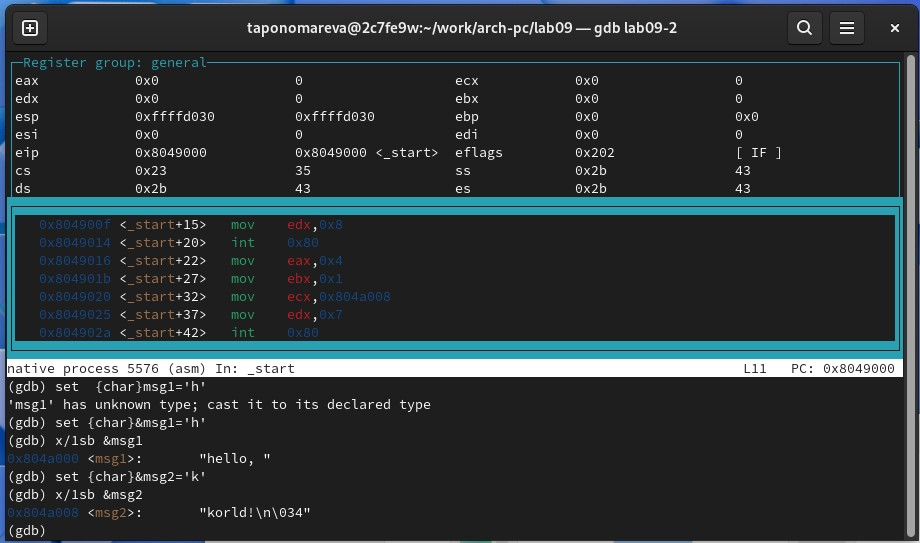 taponomareva@2c7fe9w:~/work/arch-pc/lab09 — gdb lab09-2
Register group: general
eax 0x0 0 ecx 0x0 0
edx 0x0 0 ebx 0x0 0
esp 0xffffd030 0xffffd030 ebp 0x0 0x0
esi 0x0 0 edi 0x0 0
eip 0x8049000 0x8049000 <_start> eflags 0x202 [ IF ]
cs 0x23 35 ss 0x2b 43
ds 0x2b 43 es 0x2b 43
0x804900f <_start+15> mov edx,0x8
0x8049014 <_start+20> int 0x80
0x8049016 <_start+22> mov eax,0x4
0x804901b <_start+27> mov ebx,0x1
0x8049020 <_start+32> mov ecx,0x804a008
0x8049025 <_start+37> mov edx,0x7
0x804902a <_start+42> int 0x80
native process 5576 (asm) In: _start L11 PC: 0x8049000
(gdb) set  {char}msg1='h'
'msg1' has unknown type; cast it to its declared type
(gdb) set {char}&msg1='h'
(gdb) x/1sb &msg1
0x804a000 <msg1>: "hello, "
(gdb) set {char}&msg2='k'
(gdb) x/1sb &msg2
0x804a008 <msg2>: "korld!\n\034"
(gdb)